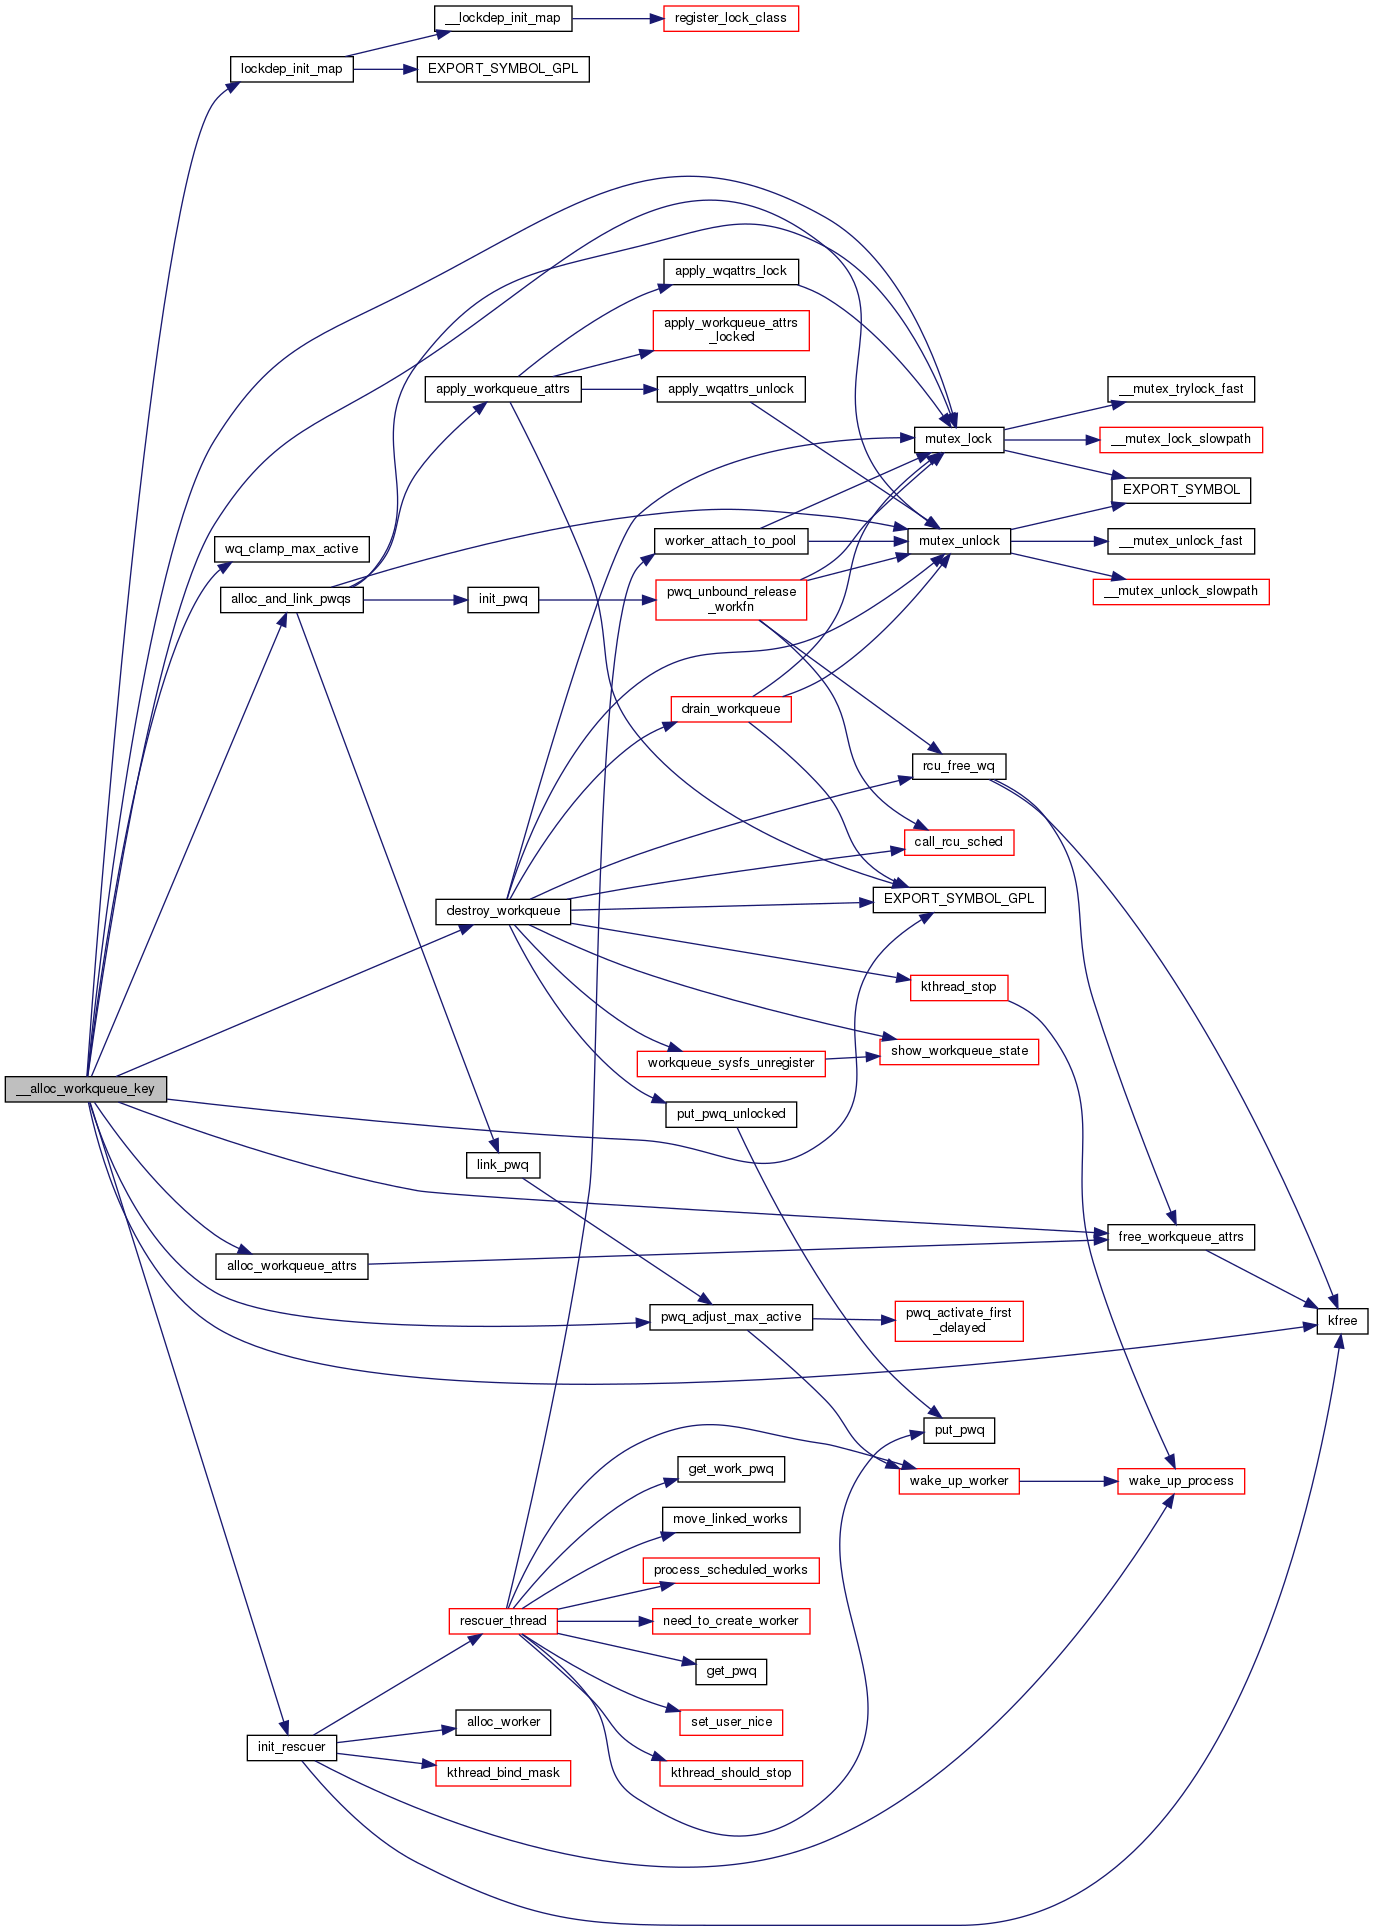 __lockdep_init_map
register_lock_class
lockdep_init_map
EXPORT_SYMBOL_GPL
apply_wqattrs_lock
apply_workqueue_attrs
_locked
apply_workqueue_attrs
apply_wqattrs_unlock
__mutex_trylock_fast
mutex_lock
__mutex_lock_slowpath
EXPORT_SYMBOL
wq_clamp_max_active
worker_attach_to_pool
mutex_unlock
__mutex_unlock_fast
alloc_and_link_pwqs
init_pwq
pwq_unbound_release
_workfn
__mutex_unlock_slowpath
drain_workqueue
rcu_free_wq
call_rcu_sched
destroy_workqueue
EXPORT_SYMBOL_GPL
kthread_stop
workqueue_sysfs_unregister
show_workqueue_state
__alloc_workqueue_key
put_pwq_unlocked
link_pwq
free_workqueue_attrs
alloc_workqueue_attrs
pwq_adjust_max_active
pwq_activate_first
_delayed
kfree
put_pwq
get_work_pwq
wake_up_worker
wake_up_process
move_linked_works
process_scheduled_works
rescuer_thread
need_to_create_worker
get_pwq
alloc_worker
set_user_nice
init_rescuer
kthread_bind_mask
kthread_should_stop